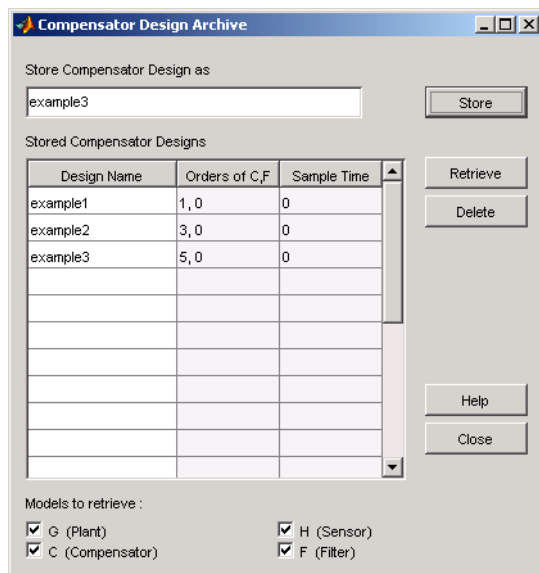 Compensator Design Archive
Store Compensator Design as
example3
Store
Stored Compensator Designs
Design Name Orders of C,F Sample Time
Retrieve
example1 1, 0 0
Delete
example2 3, 0 0
example3 5, 0 0
Help
Close
Models to retrieve :
G (Plant) H (Sensor)
C (Compensator) F (Filter)